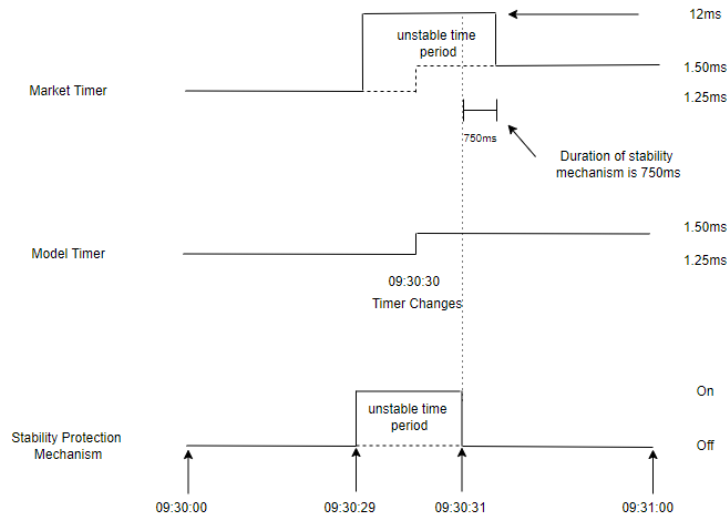 12ms
unstable time
period
1.50ms
Market Timer
1.25ms
750ms
Duration of stability
mechanism is 750ms
1.50ms
Model Timer
1.25ms
09:30:30
Timer Changes
On
unstable time
period
Stability Protection
Mechanism
Off
09:30:00
09:30:29
09:30:31
09:31:00